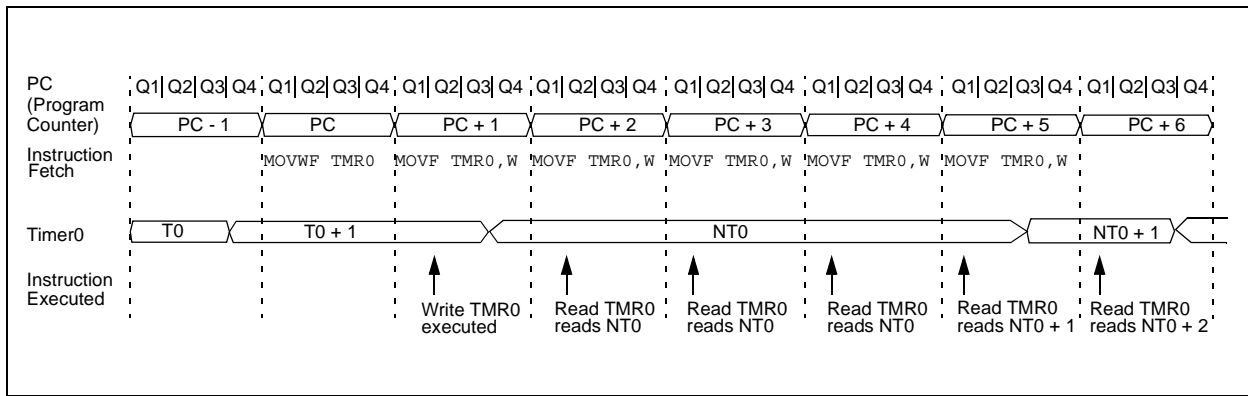 PC
(Program
Counter)
Q1 Q2 Q3 Q4 Q1 Q2 Q3 Q4 Q1 Q2 Q3 Q4 Q1 Q2 Q3 Q4 Q1 Q2 Q3 Q4 Q1 Q2 Q3 Q4 Q1 Q2 Q3 Q4 Q1 Q2 Q3 Q4
PC - 1 PC PC + 1 PC + 2 PC + 3 PC + 4 PC + 5 PC + 6
Instruction
Fetch
MOVWF TMR0 MOVF TMR0,W MOVF TMR0,W MOVF TMR0,W MOVF TMR0,W MOVF TMR0,W
Timer0
T0 T0 + 1 NT0 NT0 + 1
Instruction
Executed
Write TMR0
executed
Read TMR0
reads NT0
Read TMR0
reads NT0
Read TMR0
reads NT0
Read TMR0
reads NT0 + 1
Read TMR0
reads NT0 + 2